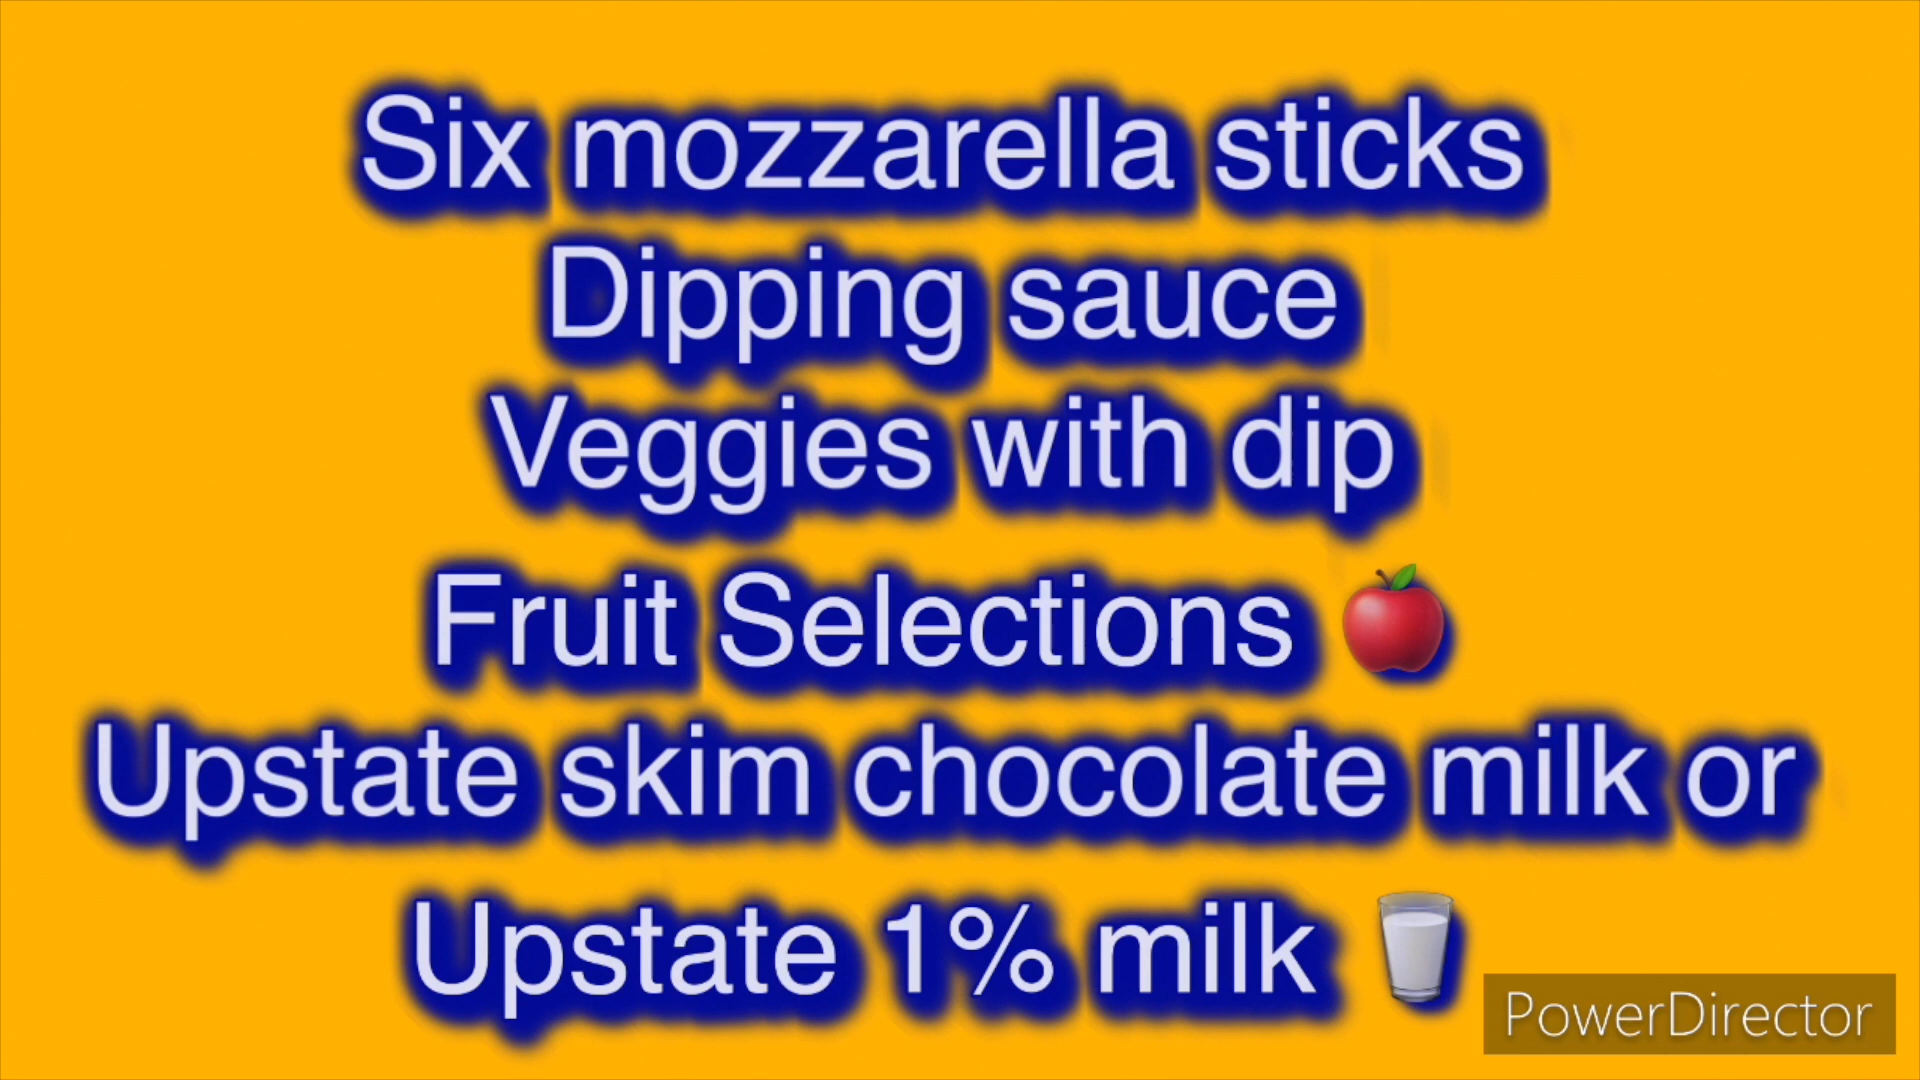 Six mozzarella sticks
Dipping sauce
Veggies with dip
Fruit Selections 🍎
Upstate skim chocolate milk or
Upstate 1% milk 🥛
PowerDirector